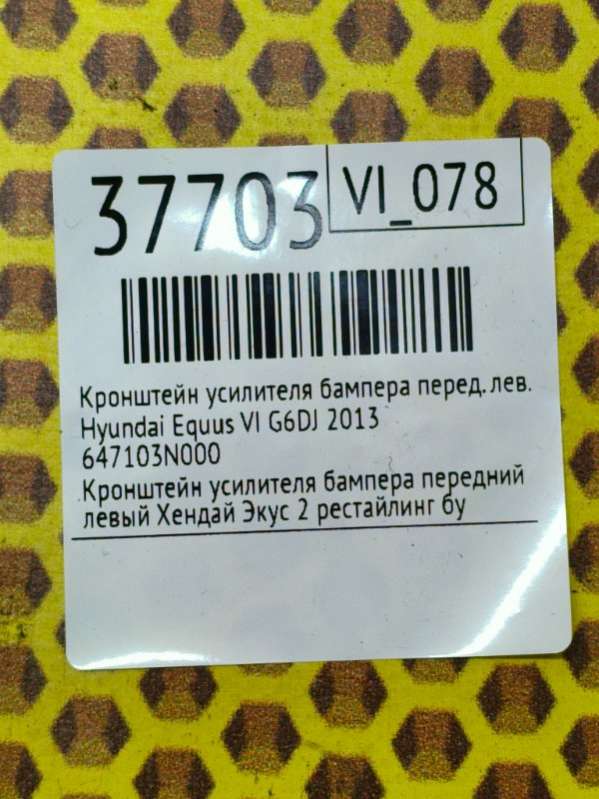 37703
VI_078
Кронштейн усилителя бампера перед. лев.
Hyundai Equus VI G6DJ 2013
647103N000
Кронштейн усилителя бампера передний
левый Хендай Экус 2 рестайлинг бу